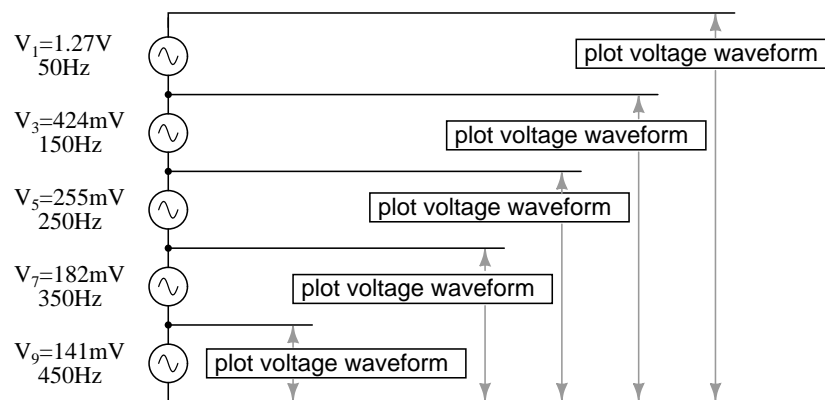 V₁=1.27V
50Hz
plot voltage waveform
V₃=424mV
150Hz
plot voltage waveform
V₅=255mV
250Hz
plot voltage waveform
V₇=182mV
350Hz
plot voltage waveform
V₉=141mV
450Hz
plot voltage waveform